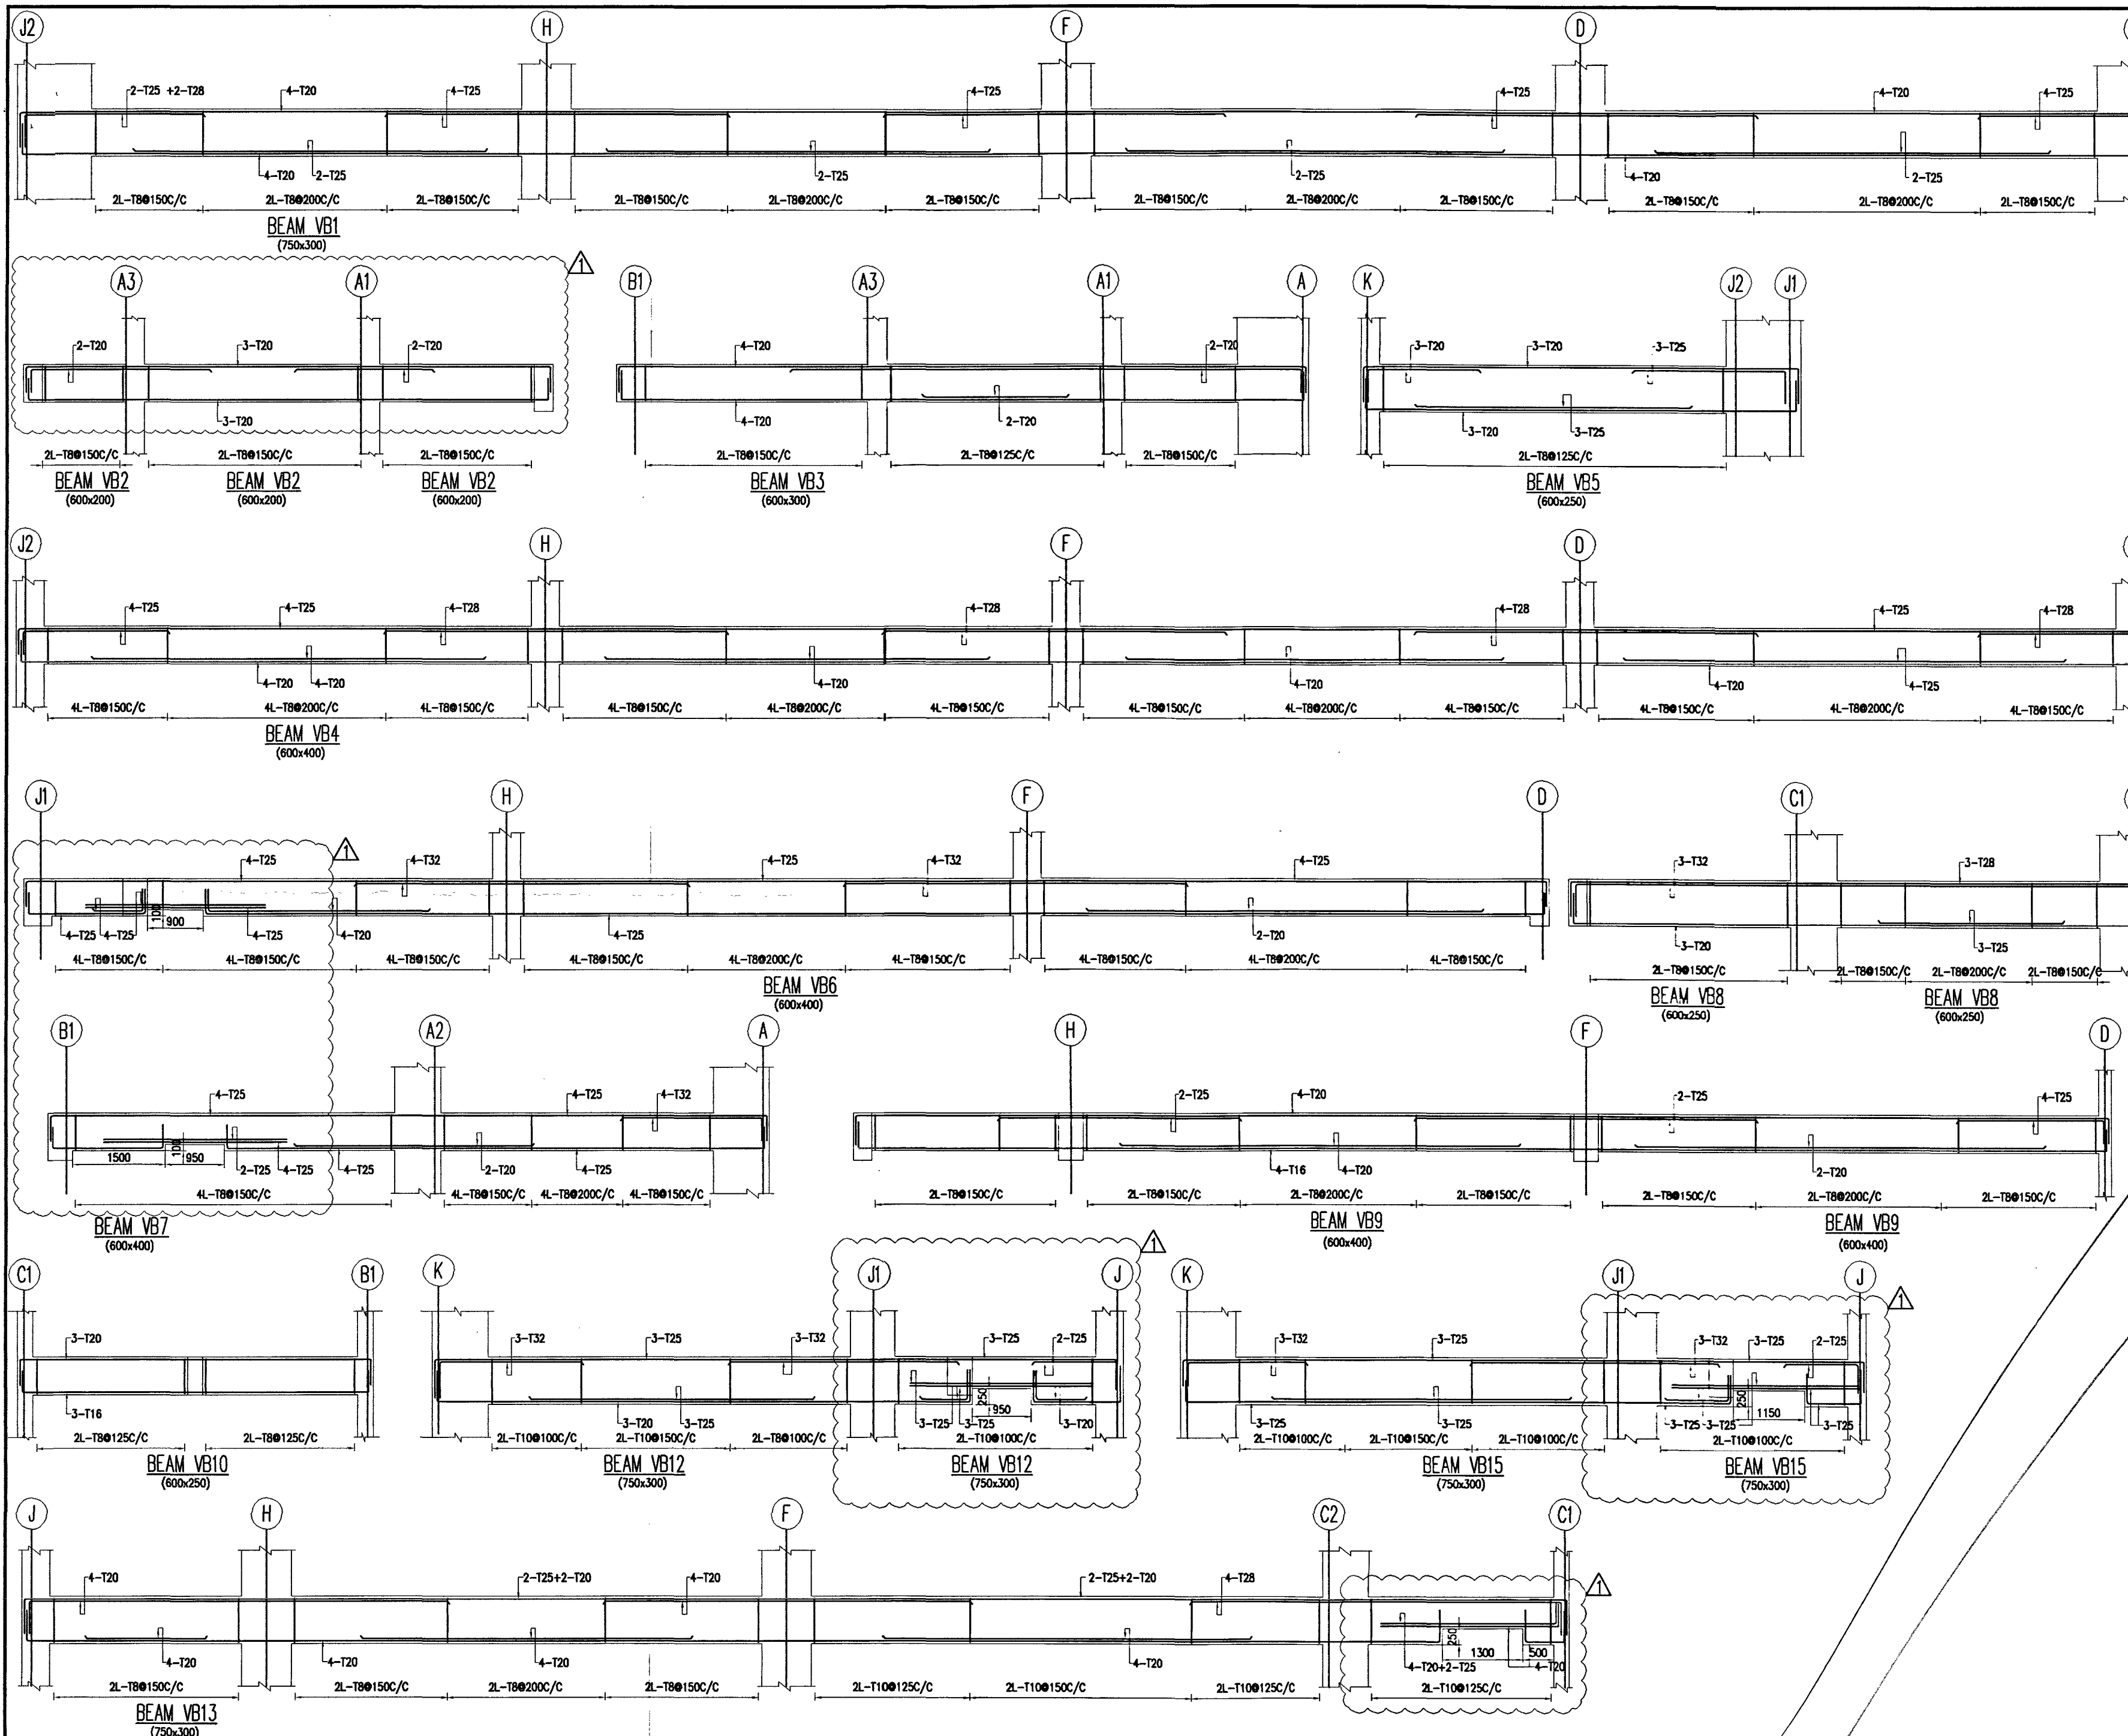 J2 H F D
2-T25 +2-T28 4-T20 4-T25 4-T25 4-T25 4-T20 4-T25
4-T20 2-T25 2-T25 2-T25 4-T20 2-T25
2L-T8@150C/C 2L-T8@200C/C 2L-T8@150C/C 2L-T8@150C/C 2L-T8@200C/C 2L-T8@150C/C 2L-T8@150C/C 2L-T8@200C/C 2L-T8@150C/C 2L-T8@150C/C 2L-T8@200C/C 2L-T8@150C/C
BEAM VB1
(750x300)
1
A3 A1 B1 A3 A1 A K J2 J1
2-T20 3-T20 2-T20 4-T20 2-T20 3-T20 3-T20 3-T25
3-T20 4-T20 2-T20 3-T20 3-T25
2L-T8@150C/C 2L-T8@150C/C 2L-T8@150C/C 2L-T8@150C/C 2L-T8@125C/C 2L-T8@150C/C 2L-T8@125C/C
BEAM VB2 BEAM VB2 BEAM VB2 BEAM VB3 BEAM VB5
(600x200) (600x200) (600x200) (600x300) (600x250)
J2 H F D
4-T25 4-T25 4-T28 4-T28 4-T28 4-T25 4-T28
4-T20 4-T20 4-T20 4-T20 4-T20 4-T25
4L-T8@150C/C 4L-T8@200C/C 4L-T8@150C/C 4L-T8@150C/C 4L-T8@200C/C 4L-T8@150C/C 4L-T8@150C/C 4L-T8@200C/C 4L-T8@150C/C 4L-T8@150C/C 4L-T8@200C/C 4L-T8@150C/C
BEAM VB4
(600x400)
J1 H F D C1
1
4-T25 4-T32 4-T25 4-T32 4-T25 3-T32 3-T28
100 900
4-T25 4-T25 4-T25 4-T20 4-T25 2-T20 3-T20 3-T25
4L-T8@150C/C 4L-T8@150C/C 4L-T8@150C/C 4L-T8@150C/C 4L-T8@200C/C 4L-T8@150C/C 4L-T8@150C/C 4L-T8@200C/C 4L-T8@150C/C 2L-T8@150C/C 2L-T8@150C/C 2L-T8@200C/C 2L-T8@150C/C
BEAM VB6 BEAM VB8 BEAM VB8
(600x400) (600x250) (600x250)
B1 A2 A H F D
4-T25 4-T25 4-T32 2-T25 4-T20 2-T25 4-T25
1500 100 950
2-T25 4-T25 4-T25 2-T20 4-T25 4-T16 4-T20 2-T20
4L-T8@150C/C 4L-T8@150C/C 4L-T8@200C/C 4L-T8@150C/C 2L-T8@150C/C 2L-T8@150C/C 2L-T8@200C/C 2L-T8@150C/C 2L-T8@150C/C 2L-T8@200C/C 2L-T8@150C/C
BEAM VB7 BEAM VB9 BEAM VB9
(600x400) (600x400) (600x400)
C1 B1 K J1 J 1 K J1 J 1
3-T20 3-T32 3-T25 3-T32 3-T25 2-T25 3-T32 3-T25 3-T32 3-T25 2-T25
250 950 250 1150
3-T16 3-T20 3-T25 3-T25 3-T25 3-T20 3-T25 3-T25 3-T25 3-T25 3-T25
2L-T8@125C/C 2L-T8@125C/C 2L-T10@100C/C 2L-T10@150C/C 2L-T8@100C/C 2L-T10@100C/C 2L-T10@100C/C 2L-T10@150C/C 2L-T10@100C/C 2L-T10@100C/C
BEAM VB10 BEAM VB12 BEAM VB12 BEAM VB15 BEAM VB15
(600x250) (750x300) (750x300) (750x300) (750x300)
J H F C2 C1
1
4-T20 2-T25+2-T20 4-T20 2-T25+2-T20 4-T28
250 1300 500
4-T20 4-T20 4-T20 4-T20 4-T20+2-T25 4-T20
2L-T8@150C/C 2L-T8@150C/C 2L-T8@200C/C 2L-T8@150C/C 2L-T10@125C/C 2L-T10@150C/C 2L-T10@125C/C 2L-T10@125C/C
BEAM VB13
(750x300)